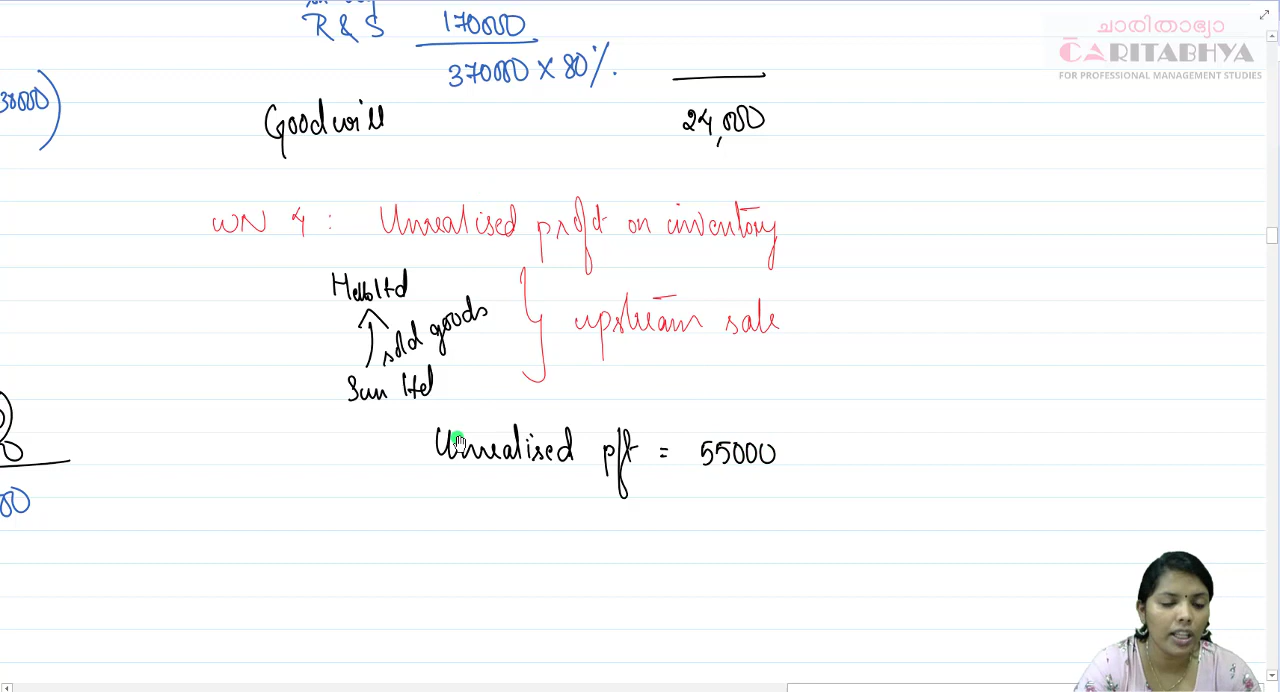 R & S 170000
370000 × 80%.
30000)
Goodwill 24,000
WN 4 : Unrealised profit on inventory
Hello ltd
sold goods
upstream sale
Sun ltd
Unrealised pft = 55000
ചാരിതാഭ്യോ
CARITABHYA
FOR PROFESSIONAL MANAGEMENT STUDIES